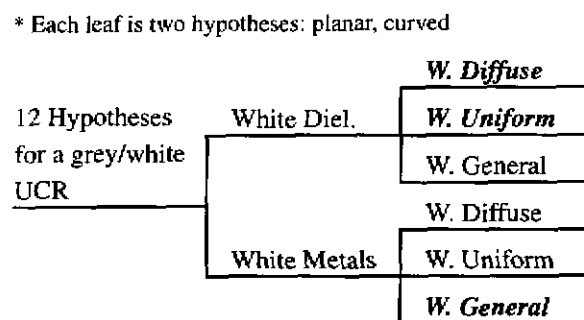 * Each leaf is two hypotheses: planar, curved
12 Hypotheses
for a grey/white
UCR
White Diel.
W. Diffuse
W. Uniform
W. General
White Metals
W. Diffuse
W. Uniform
W. General